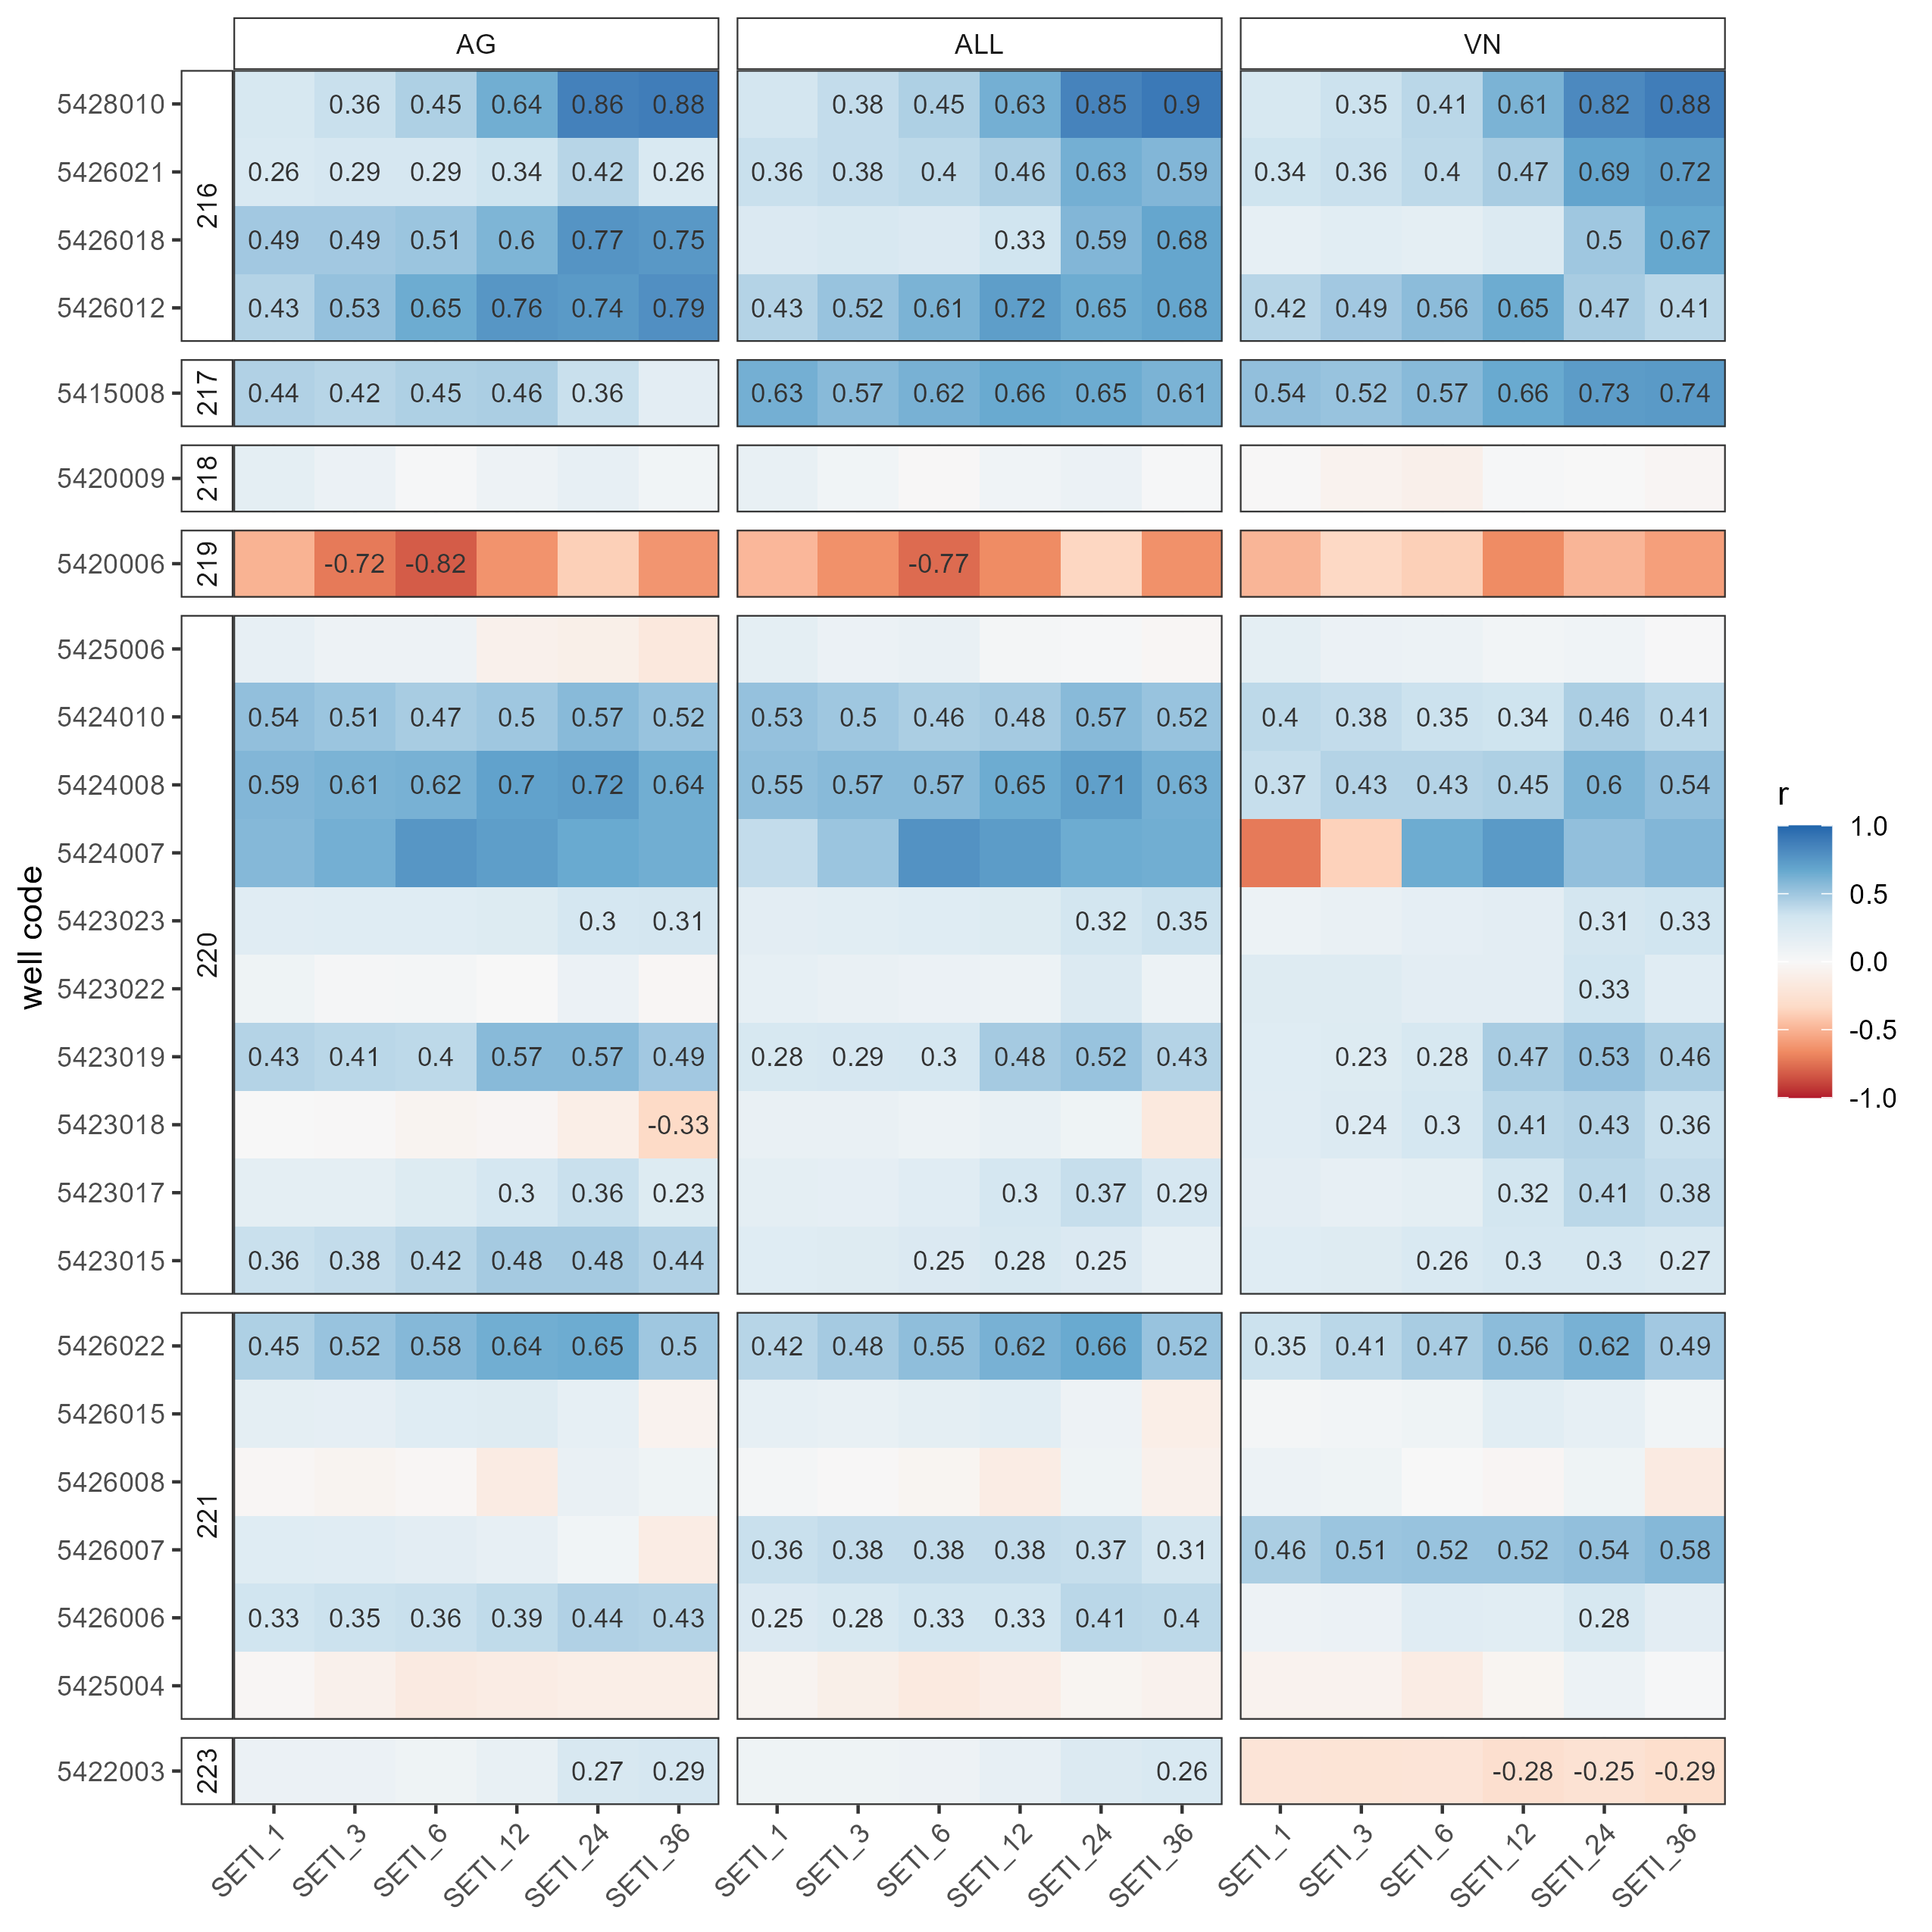 AG ALL VN
5428010 0.36 0.45 0.64 0.86 0.88 0.38 0.45 0.63 0.85 0.9 0.35 0.41 0.61 0.82 0.88
5426021 0.26 0.29 0.29 0.34 0.42 0.26 0.36 0.38 0.4 0.46 0.63 0.59 0.34 0.36 0.4 0.47 0.69 0.72
216
5426018 0.49 0.49 0.51 0.6 0.77 0.75 0.33 0.59 0.68 0.5 0.67
5426012 0.43 0.53 0.65 0.76 0.74 0.79 0.43 0.52 0.61 0.72 0.65 0.68 0.42 0.49 0.56 0.65 0.47 0.41
5415008 217 0.44 0.42 0.45 0.46 0.36 0.63 0.57 0.62 0.66 0.65 0.61 0.54 0.52 0.57 0.66 0.73 0.74
5420009 218
5420006 219 -0.72 -0.82 -0.77
5425006
5424010 0.54 0.51 0.47 0.5 0.57 0.52 0.53 0.5 0.46 0.48 0.57 0.52 0.4 0.38 0.35 0.34 0.46 0.41
5424008 0.59 0.61 0.62 0.7 0.72 0.64 0.55 0.57 0.57 0.65 0.71 0.63 0.37 0.43 0.43 0.45 0.6 0.54
5424007
5423023 0.3 0.31 0.32 0.35 0.31 0.33
well code
220
5423022 0.33
5423019 0.43 0.41 0.4 0.57 0.57 0.49 0.28 0.29 0.3 0.48 0.52 0.43 0.23 0.28 0.47 0.53 0.46
5423018 -0.33 0.24 0.3 0.41 0.43 0.36
5423017 0.3 0.36 0.23 0.3 0.37 0.29 0.32 0.41 0.38
5423015 0.36 0.38 0.42 0.48 0.48 0.44 0.25 0.28 0.25 0.26 0.3 0.3 0.27
5426022 0.45 0.52 0.58 0.64 0.65 0.5 0.42 0.48 0.55 0.62 0.66 0.52 0.35 0.41 0.47 0.56 0.62 0.49
5426015
5426008
221
5426007 0.36 0.38 0.38 0.38 0.37 0.31 0.46 0.51 0.52 0.52 0.54 0.58
5426006 0.33 0.35 0.36 0.39 0.44 0.43 0.25 0.28 0.33 0.33 0.41 0.4 0.28
5425004
5422003 223 0.27 0.29 0.26 -0.28 -0.25 -0.29
SETI_1 SETI_3 SETI_6 SETI_12 SETI_24 SETI_36 SETI_1 SETI_3 SETI_6 SETI_12 SETI_24 SETI_36 SETI_1 SETI_3 SETI_6 SETI_12 SETI_24 SETI_36
r
1.0
0.5
0.0
-0.5
-1.0